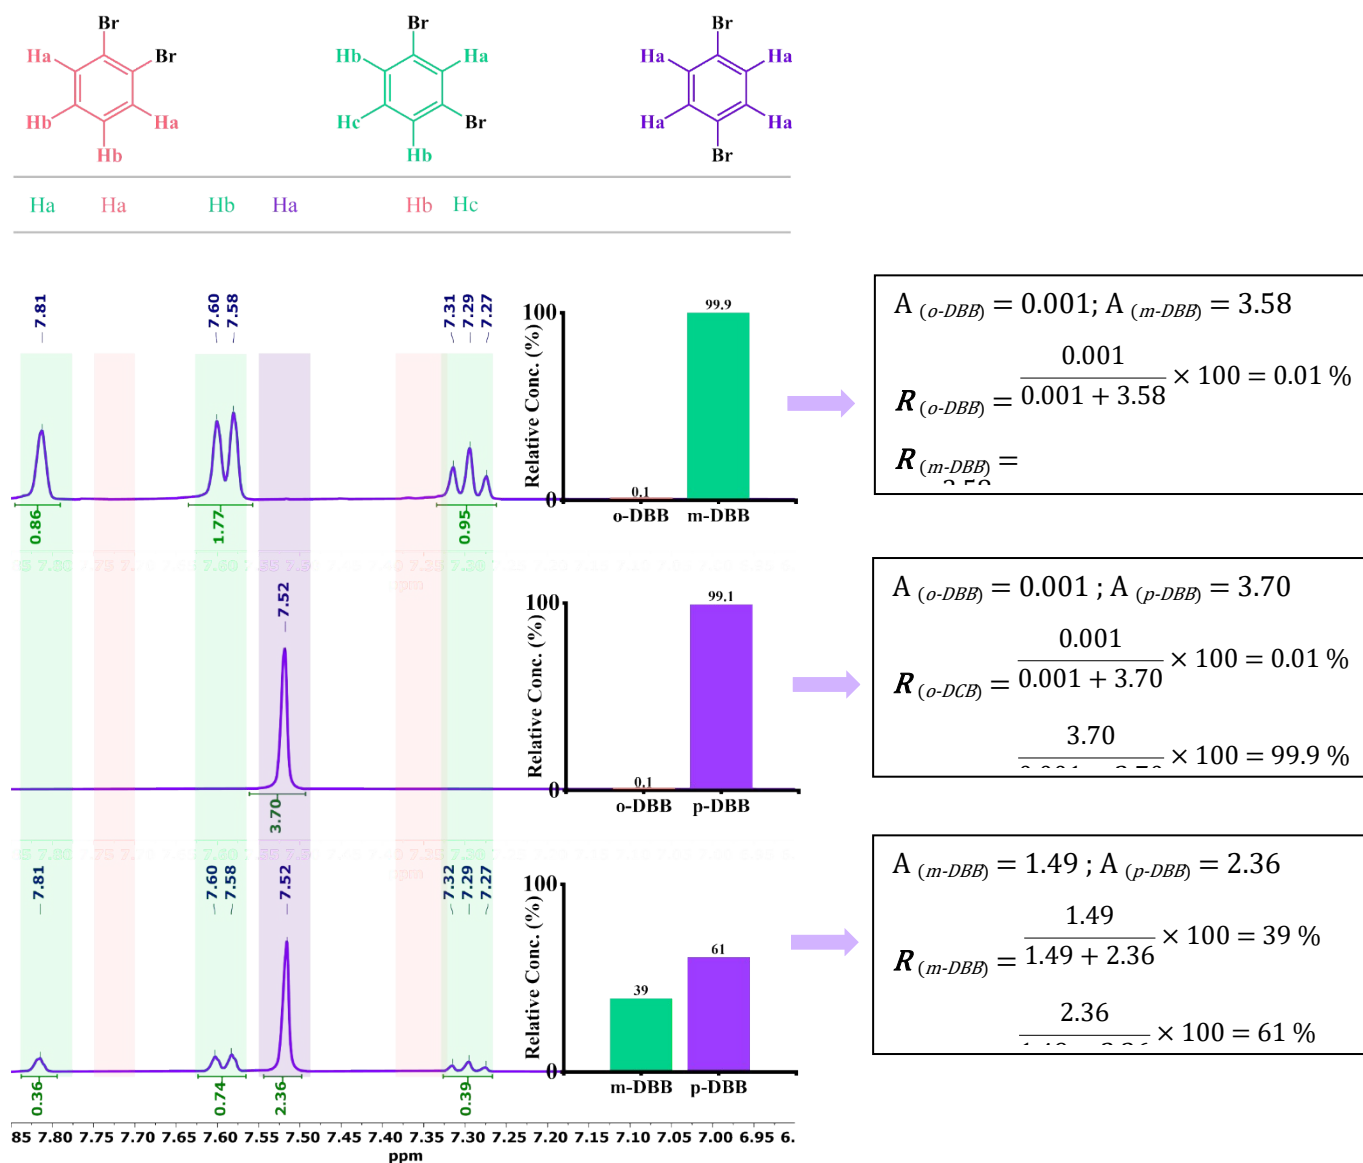 Br Br Br
Ha Br Hb Ha Ha Ha
Hb Ha Hc Br Ha Ha
Hb Hb Br
Ha Ha Hb Ha Hb Hc
7.81 7.60 7.58 7.31 7.29 7.27
0.86 1.77 0.95
Relative Conc. (%)
100
0
99.9
0.1
o-DBB m-DBB
A (o-DBB) = 0.001; A (m-DBB) = 3.58
R (o-DBB) = 0.001 / 0.001 + 3.58 × 100 = 0.01 %
R (m-DBB) =
7.52
3.70
Relative Conc. (%)
100
0
99.1
0.1
o-DBB p-DBB
A (o-DBB) = 0.001 ; A (p-DBB) = 3.70
R (o-DCB) = 0.001 / 0.001 + 3.70 × 100 = 0.01 %
3.70 × 100 = 99.9 %
7.81 7.60 7.58 7.52 7.32 7.29 7.27
0.36 0.74 2.36 0.39
Relative Conc. (%)
100
0
39
61
m-DBB p-DBB
A (m-DBB) = 1.49 ; A (p-DBB) = 2.36
R (m-DBB) = 1.49 / 1.49 + 2.36 × 100 = 39 %
2.36 × 100 = 61 %
85 7.80 7.75 7.70 7.65 7.60 7.55 7.50 7.45 7.40 7.35 7.30 7.25 7.20 7.15 7.10 7.05 7.00 6.95 6.
ppm